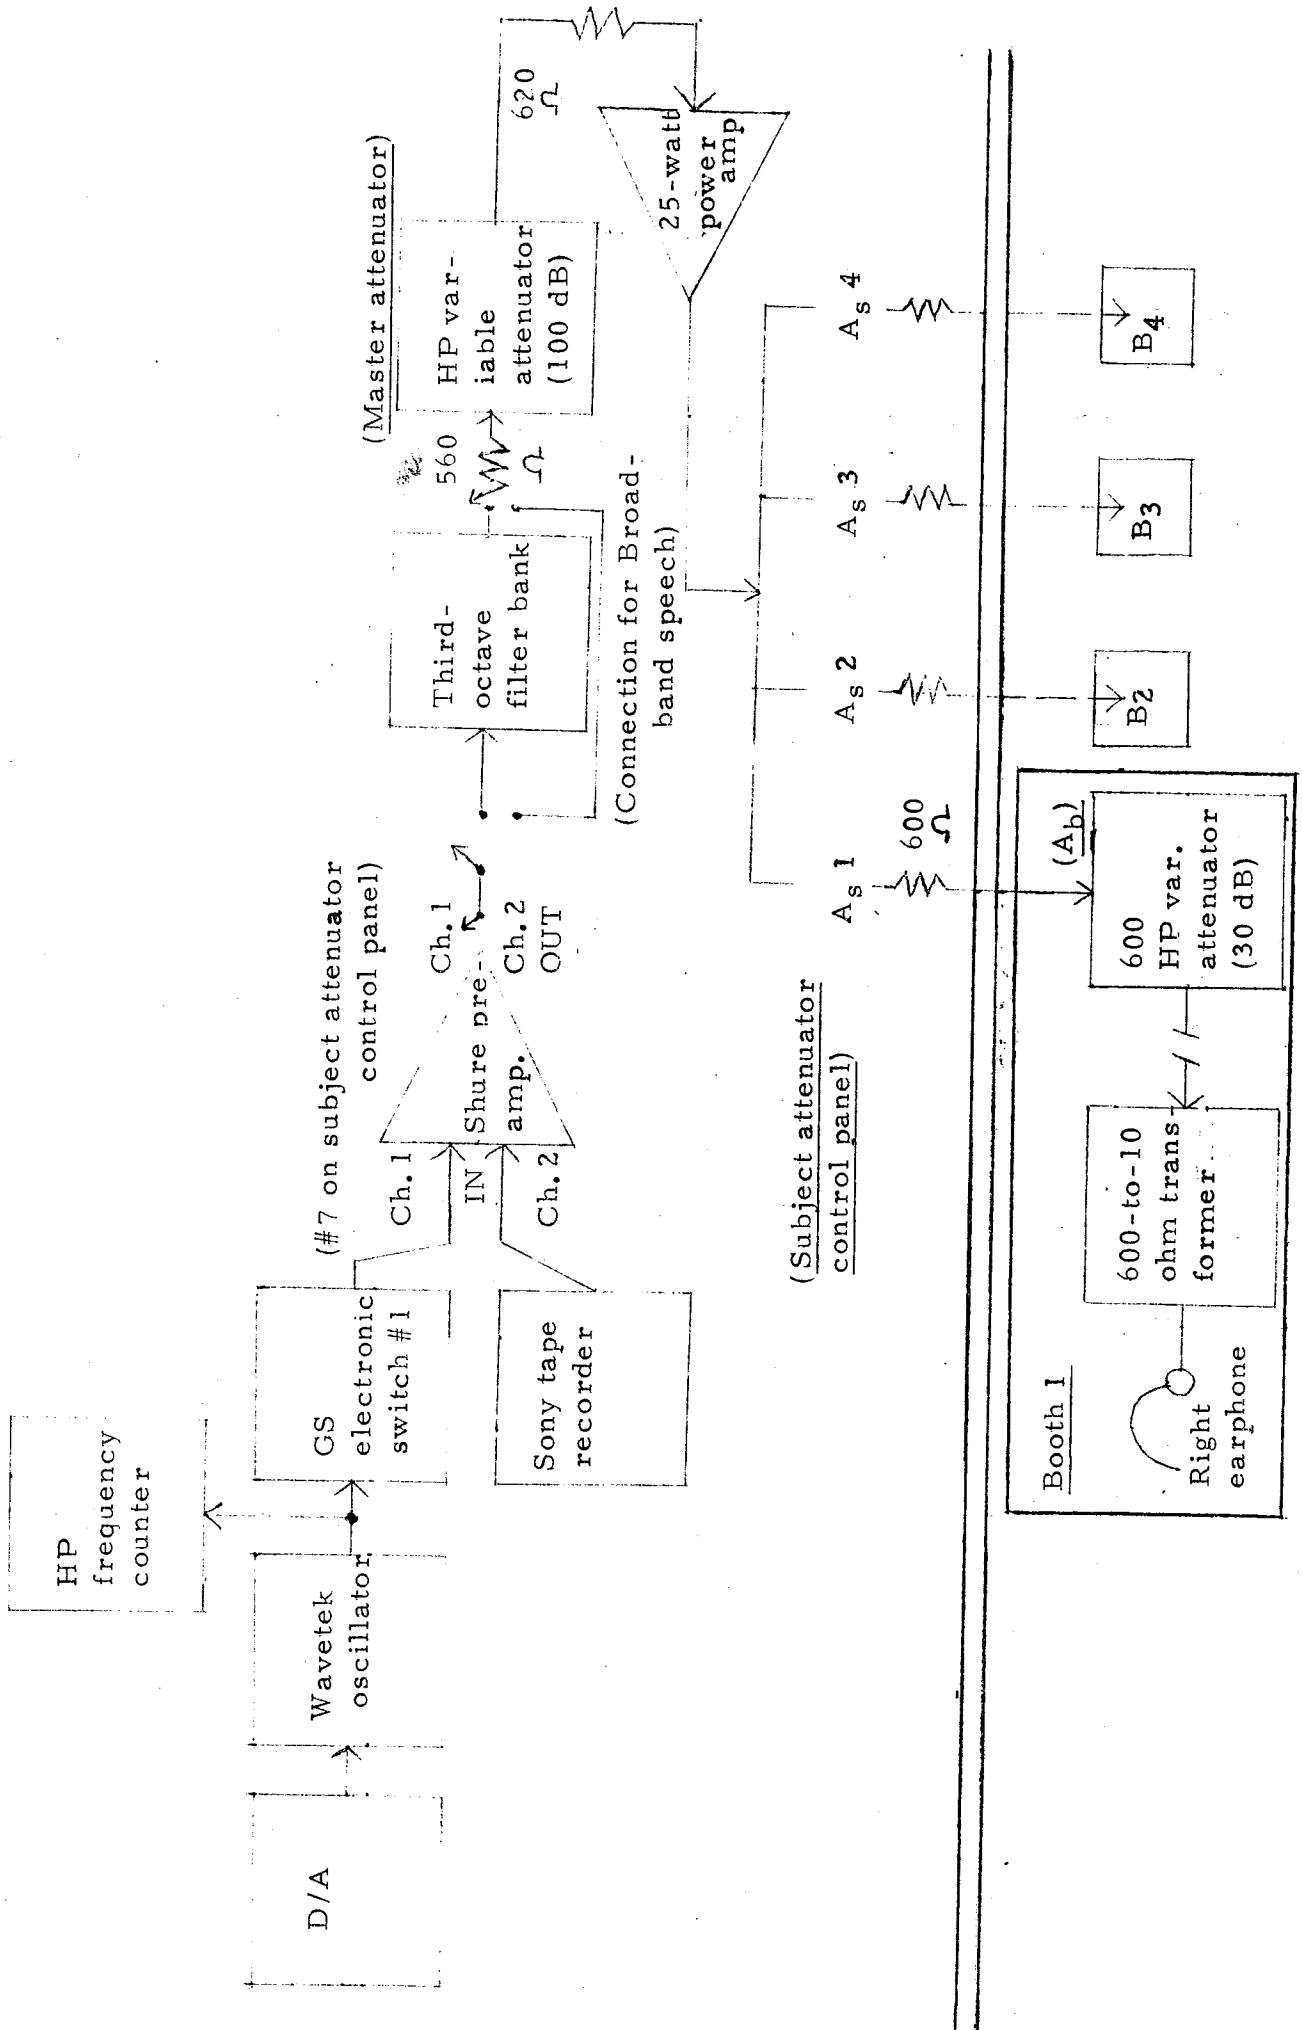 HP
frequency
counter
D/A
Wavetek
oscillator
GS
electronic
switch #1
Sony tape
recorder
(#7 on subject attenuator
control panel)
Ch. 1
IN
Ch. 2
Shure pre-
amp.
Ch. 1
Ch. 2
OUT
Third-
octave
filter bank
(Connection for Broad-
band speech)
560
Ω
(Master attenuator)
HP var-
iable
attenuator
(100 dB)
620
Ω
25-watt
power
amp
(Subject attenuator
control panel)
As 1
As 2
As 3
As 4
600
Ω
Booth 1
Right
earphone
600-to-10
ohm trans-
former
(Ab)
600
HP var.
attenuator
(30 dB)
B2
B3
B4